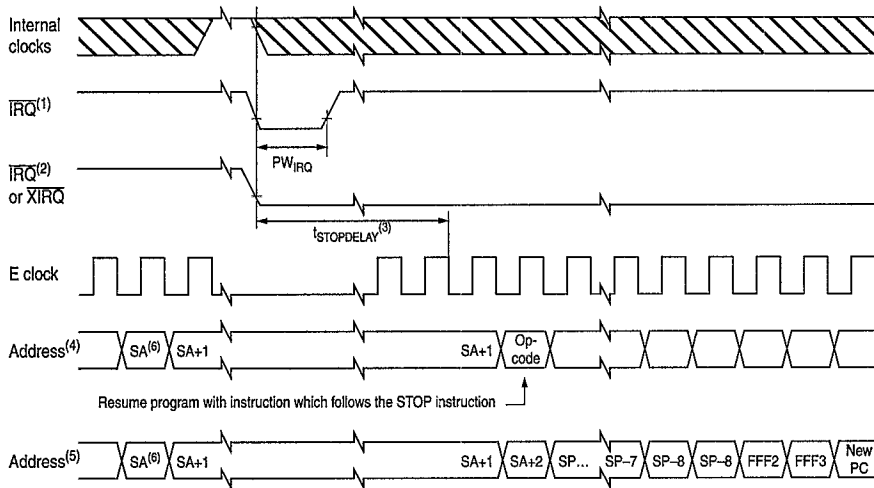 Internal
clocks
IRQ(1)
PWIRQ
IRQ(2)
or XIRQ
tSTOPDELAY(3)
E clock
Address(4) SA(6) SA+1 SA+1 Op-
code
Resume program with instruction which follows the STOP instruction
Address(5) SA(6) SA+1 SA+1 SA+2 SP... SP–7 SP–8 SP–8 FFF2 FFF3 New
PC